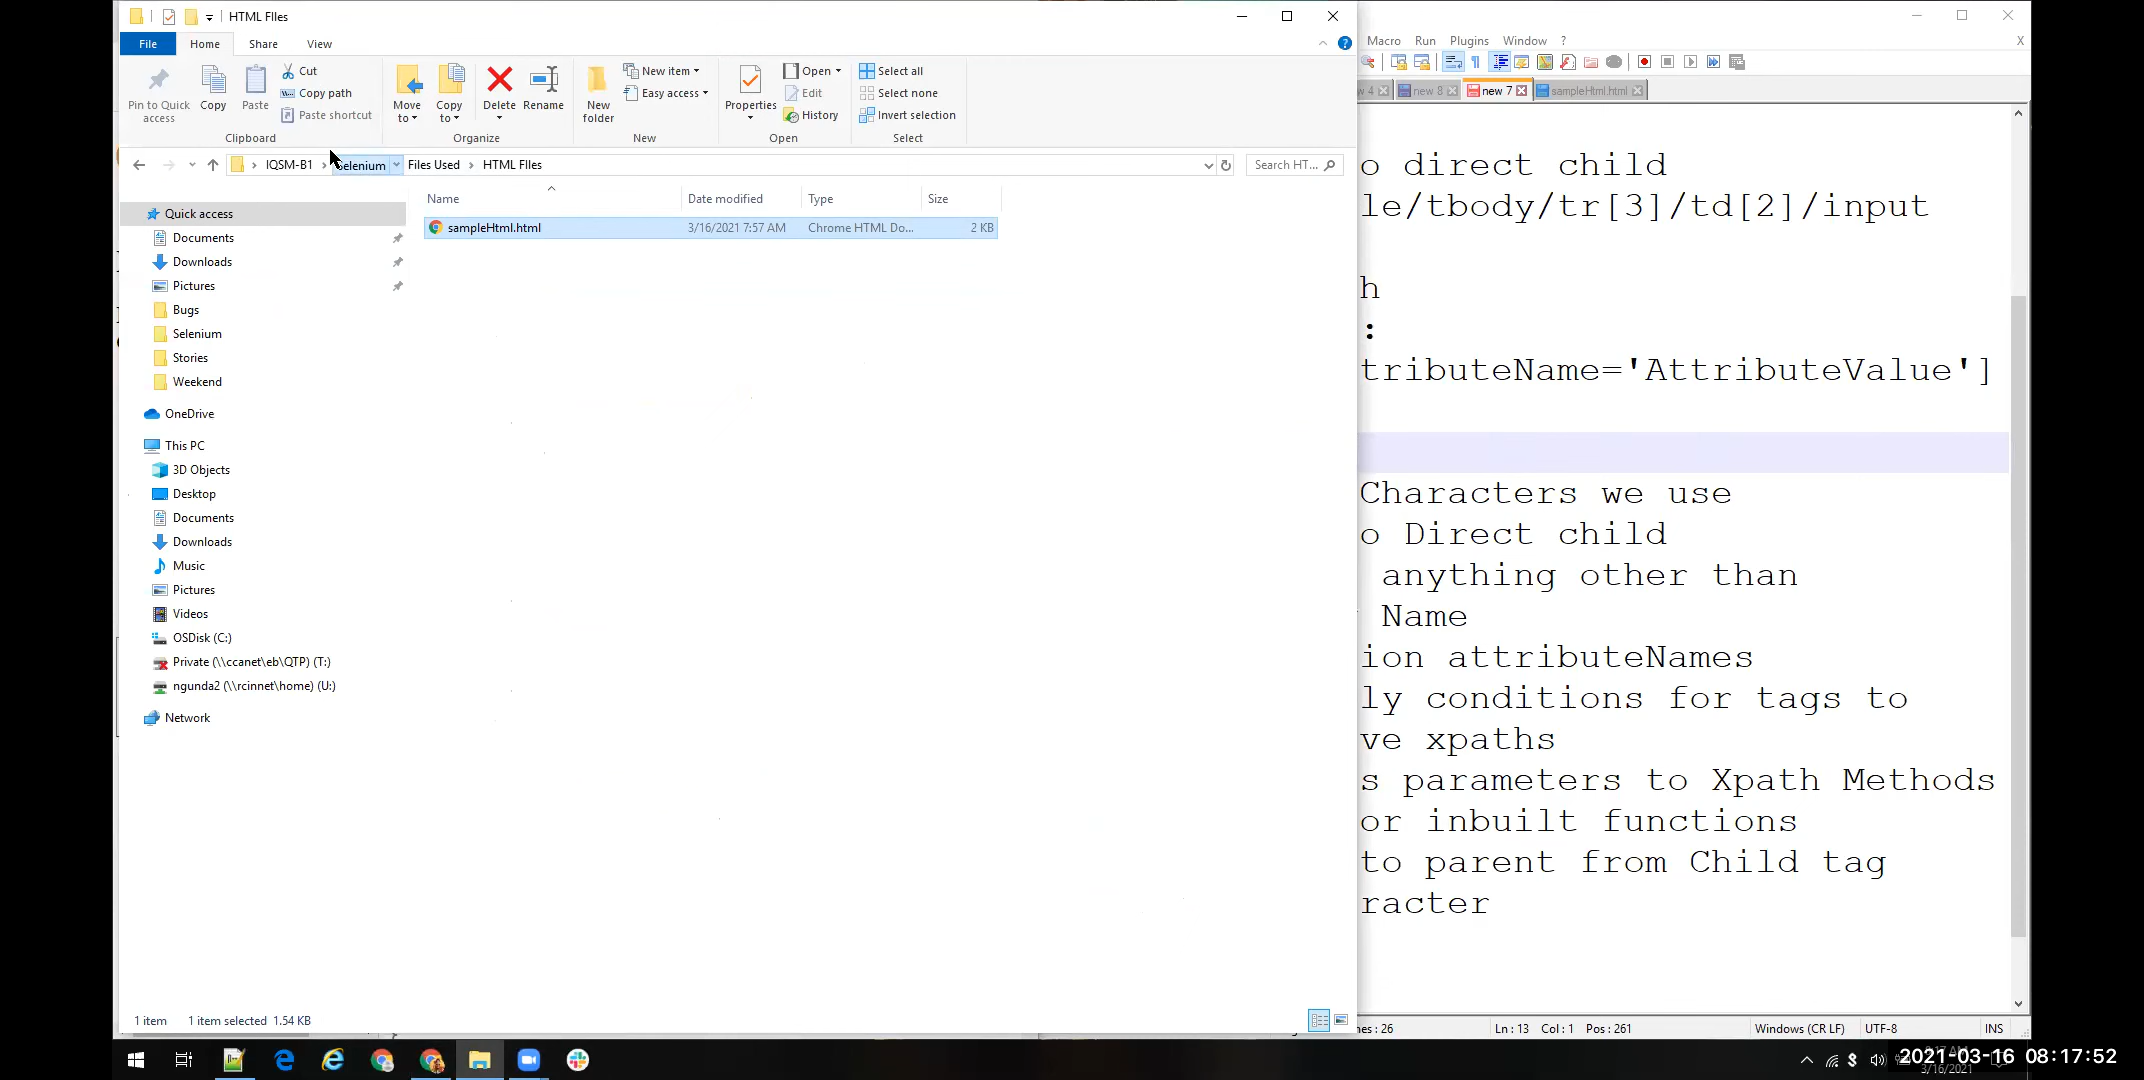 HTML FIles
File
Home
Share
View
Pin to Quick
access
Copy
Paste
Cut
Copy path
Paste shortcut
Clipboard
Move
to
Copy
to
Delete
Rename
Organize
New
folder
New item
Easy access
New
Properties
Open
Edit
History
Open
Select all
Select none
Invert selection
Select
IQSM-B1
Selenium
Files Used
HTML FIles
Search HT...
Name
Date modified
Type
Size
sampleHtml.html
3/16/2021 7:57 AM
Chrome HTML Do...
2 KB
Quick access
Documents
Downloads
Pictures
Bugs
Selenium
Stories
Weekend
OneDrive
This PC
3D Objects
Desktop
Documents
Downloads
Music
Pictures
Videos
OSDisk (C:)
Private (\\ccanet\eb\QTP) (T:)
ngunda2 (\\rcinnet\home) (U:)
Network
1 item
1 item selected 1.54 KB
Macro
Run
Plugins
Window
?
X
w 4
new 8
new 7
sampleHtml.html
o direct child
le/tbody/tr[3]/td[2]/input
h
:
tributeName='AttributeValue']
Characters we use
o Direct child
anything other than
Name
ion attributeNames
ly conditions for tags to
ve xpaths
s parameters to Xpath Methods
or inbuilt functions
to parent from Child tag
racter
nes : 26
Ln : 13 Col : 1 Pos : 261
Windows (CR LF)
UTF-8
INS
2021-03-16 08:17:52
3/16/2021